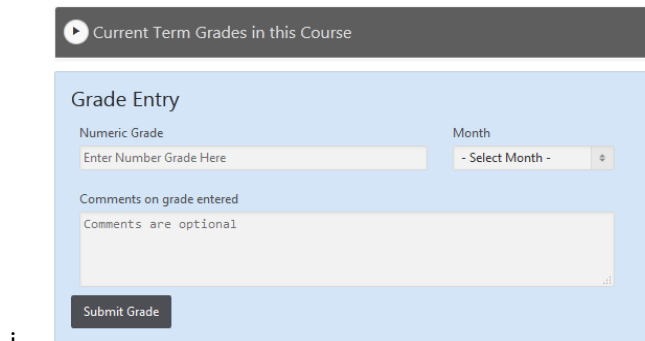 Current Term Grades in this Course
Grade Entry
Numeric Grade
Month
Enter Number Grade Here
- Select Month -
Comments on grade entered
Comments are optional
Submit Grade